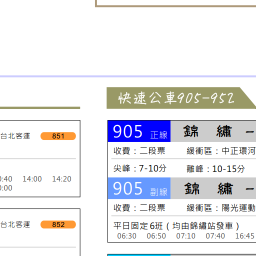 快速公車905-952
台北客運 851
0:40 14:00 14:20
0:00
台北客運 852
905 正線 錦 繡 -
收費：二段票 緩衝區：中正環河
尖峰：7-10分 離峰：10-15分
905 副線 錦 繡 -
收費：二段票 緩衝區：陽光運動
平日固定6班（均由錦繡站發車）
06:30 06:50 07:10 07:40 16:45